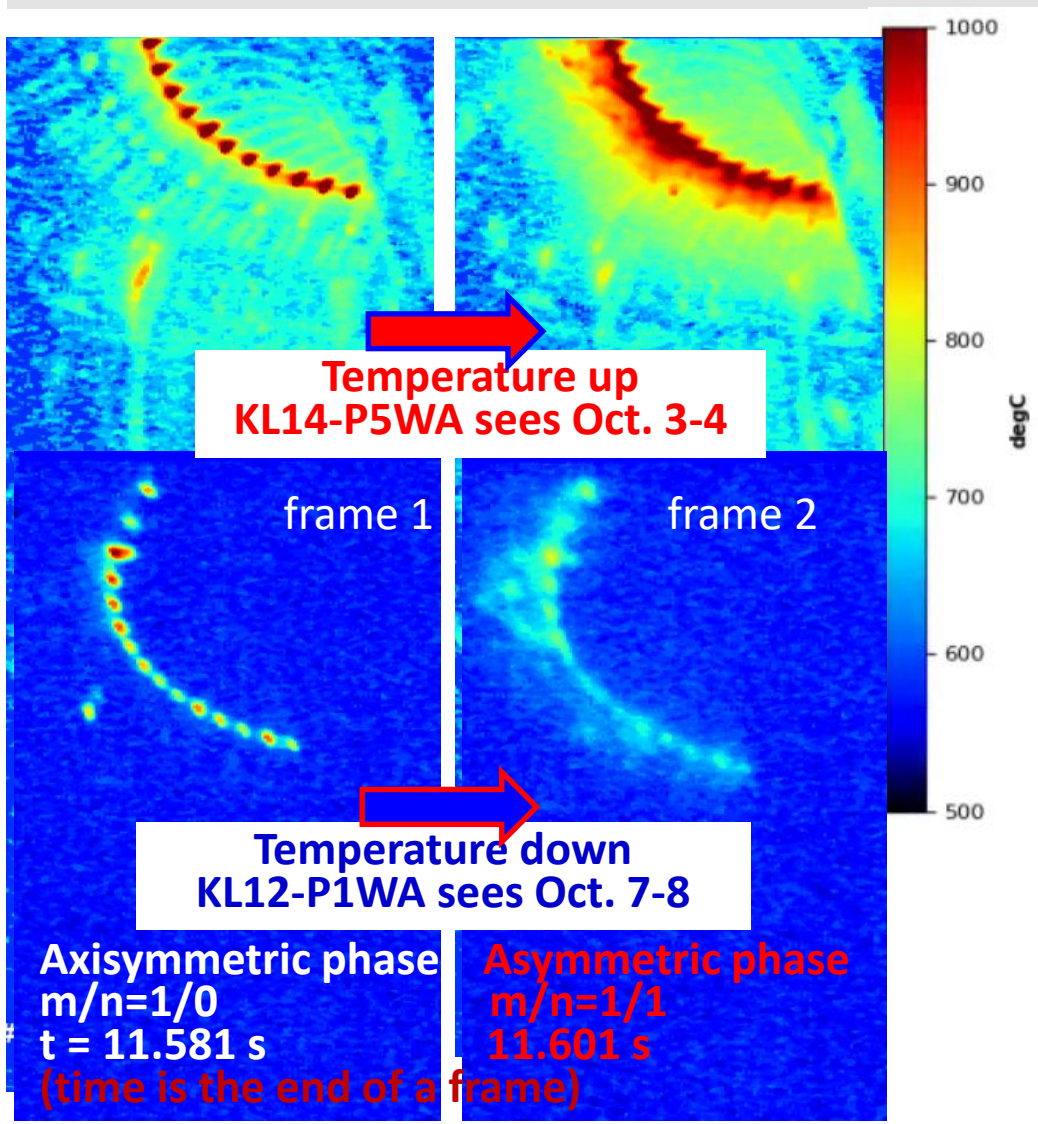 1000
900
800
700
600
500
degC
Temperature up
KL14-P5WA sees Oct. 3-4
frame 1
frame 2
Temperature down
KL12-P1WA sees Oct. 7-8
Axisymmetric phase
m/n=1/0
t = 11.581 s
(time is the end of a frame)
Asymmetric phase
m/n=1/1
11.601 s
#